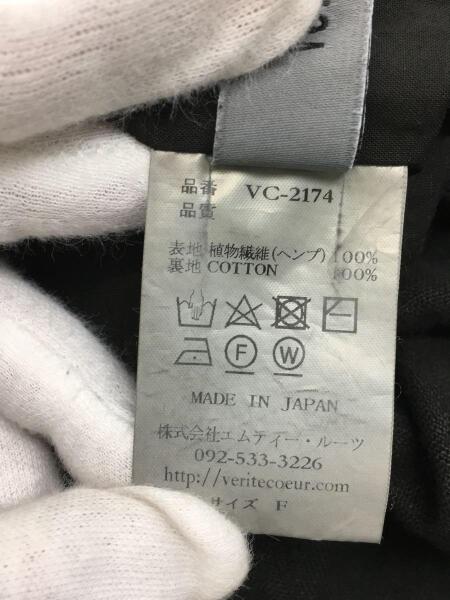 品番 VC-2174
品質
表地 植物繊維(ヘンプ) 100%
裏地 COTTON 100%
F W
MADE IN JAPAN
株式会社エムティー・ルーツ
092-533-3226
http://veritecoeur.com
サイズ F